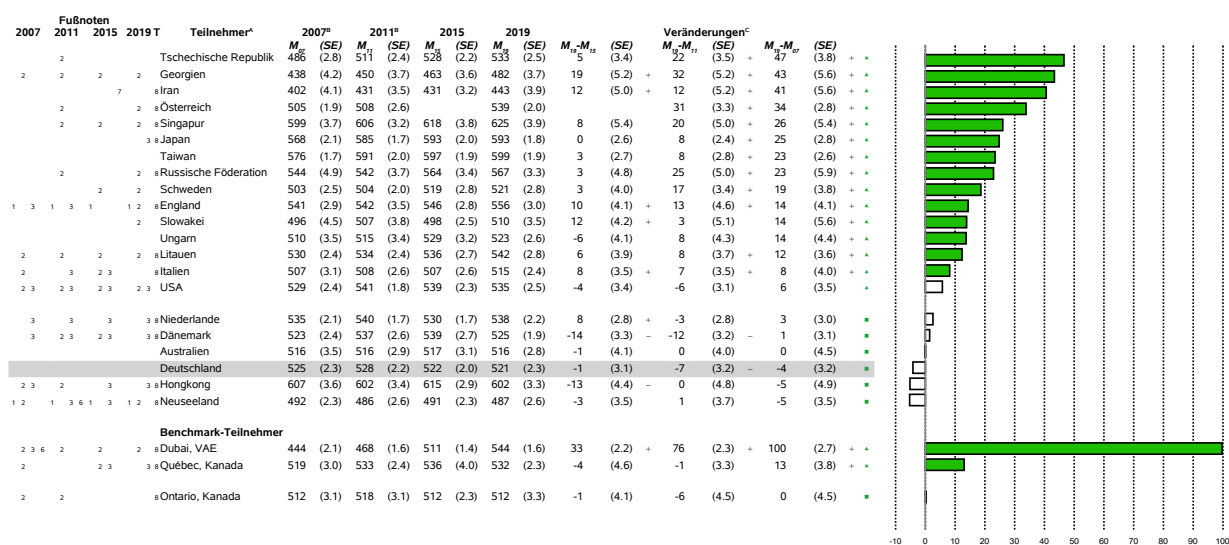 Fußnoten
2007 2011 2015 2019 T Teilnehmerᴬ 2007ᴮ 2011ᴮ 2015 2019 Veränderungenᶜ
M07 (SE) M11 (SE) M15 (SE) M19 (SE) M19-M15 (SE) M19-M11 (SE) M19-M07 (SE)
2 Tschechische Republik 486 (2.8) 511 (2.4) 528 (2.2) 533 (2.5) 5 (3.4) 22 (3.5) + 47 (3.8) + ▲
2 2 2 2 Georgien 438 (4.2) 450 (3.7) 463 (3.6) 482 (3.7) 19 (5.2) + 32 (5.2) + 43 (5.6) + ▲
7 8 Iran 402 (4.1) 431 (3.5) 431 (3.2) 443 (3.9) 12 (5.0) + 12 (5.2) + 41 (5.6) + ▲
2 2 8 Österreich 505 (1.9) 508 (2.6) 539 (2.0) 31 (3.3) + 34 (2.8) + ▲
2 2 2 8 Singapur 599 (3.7) 606 (3.2) 618 (3.8) 625 (3.9) 8 (5.4) 20 (5.0) + 26 (5.4) + ▲
3 8 Japan 568 (2.1) 585 (1.7) 593 (2.0) 593 (1.8) 0 (2.6) 8 (2.4) + 25 (2.8) + ▲
Taiwan 576 (1.7) 591 (2.0) 597 (1.9) 599 (1.9) 3 (2.7) 8 (2.8) + 23 (2.6) + ▲
2 2 8 Russische Föderation 544 (4.9) 542 (3.7) 564 (3.4) 567 (3.3) 3 (4.8) 25 (5.0) + 23 (5.9) + ▲
2 2 Schweden 503 (2.5) 504 (2.0) 519 (2.8) 521 (2.8) 3 (4.0) 17 (3.4) + 19 (3.8) + ▲
1 3 1 3 1 1 2 8 England 541 (2.9) 542 (3.5) 546 (2.8) 556 (3.0) 10 (4.1) + 13 (4.6) + 14 (4.1) + ▲
2 Slowakei 496 (4.5) 507 (3.8) 498 (2.5) 510 (3.5) 12 (4.2) + 3 (5.1) 14 (5.6) + ▲
Ungarn 510 (3.5) 515 (3.4) 529 (3.2) 523 (2.6) -6 (4.1) 8 (4.3) 14 (4.4) + ▲
2 2 2 2 8 Litauen 530 (2.4) 534 (2.4) 536 (2.7) 542 (2.8) 6 (3.9) 8 (3.7) + 12 (3.6) + ▲
2 3 2 3 8 Italien 507 (3.1) 508 (2.6) 507 (2.6) 515 (2.4) 8 (3.5) + 7 (3.5) + 8 (4.0) + ▲
2 3 2 3 2 3 2 3 USA 529 (2.4) 541 (1.8) 539 (2.3) 535 (2.5) -4 (3.4) -6 (3.1) 6 (3.5) ▲
3 3 3 3 8 Niederlande 535 (2.1) 540 (1.7) 530 (1.7) 538 (2.2) 8 (2.8) + -3 (2.8) 3 (3.0) ■
3 2 3 2 3 3 8 Dänemark 523 (2.4) 537 (2.6) 539 (2.7) 525 (1.9) -14 (3.3) – -12 (3.2) – 1 (3.1) ■
Australien 516 (3.5) 516 (2.9) 517 (3.1) 516 (2.8) -1 (4.1) 0 (4.0) 0 (4.5) ■
Deutschland 525 (2.3) 528 (2.2) 522 (2.0) 521 (2.3) -1 (3.1) -7 (3.2) – -4 (3.2) ■
2 3 2 3 3 8 Hongkong 607 (3.6) 602 (3.4) 615 (2.9) 602 (3.3) -13 (4.4) – 0 (4.8) -5 (4.9) ■
1 2 1 3 6 1 3 1 2 8 Neuseeland 492 (2.3) 486 (2.6) 491 (2.3) 487 (2.6) -3 (3.5) 1 (3.7) -5 (3.5) ■
Benchmark-Teilnehmer
2 3 6 2 2 2 8 Dubai, VAE 444 (2.1) 468 (1.6) 511 (1.4) 544 (1.6) 33 (2.2) + 76 (2.3) + 100 (2.7) + ▲
2 2 3 3 8 Québec, Kanada 519 (3.0) 533 (2.4) 536 (4.0) 532 (2.3) -4 (4.6) -1 (3.3) 13 (3.8) + ▲
2 2 8 Ontario, Kanada 512 (3.1) 518 (3.1) 512 (2.3) 512 (3.3) -1 (4.1) -6 (4.5) 0 (4.5) ■
-10 0 10 20 30 40 50 60 70 80 90 100